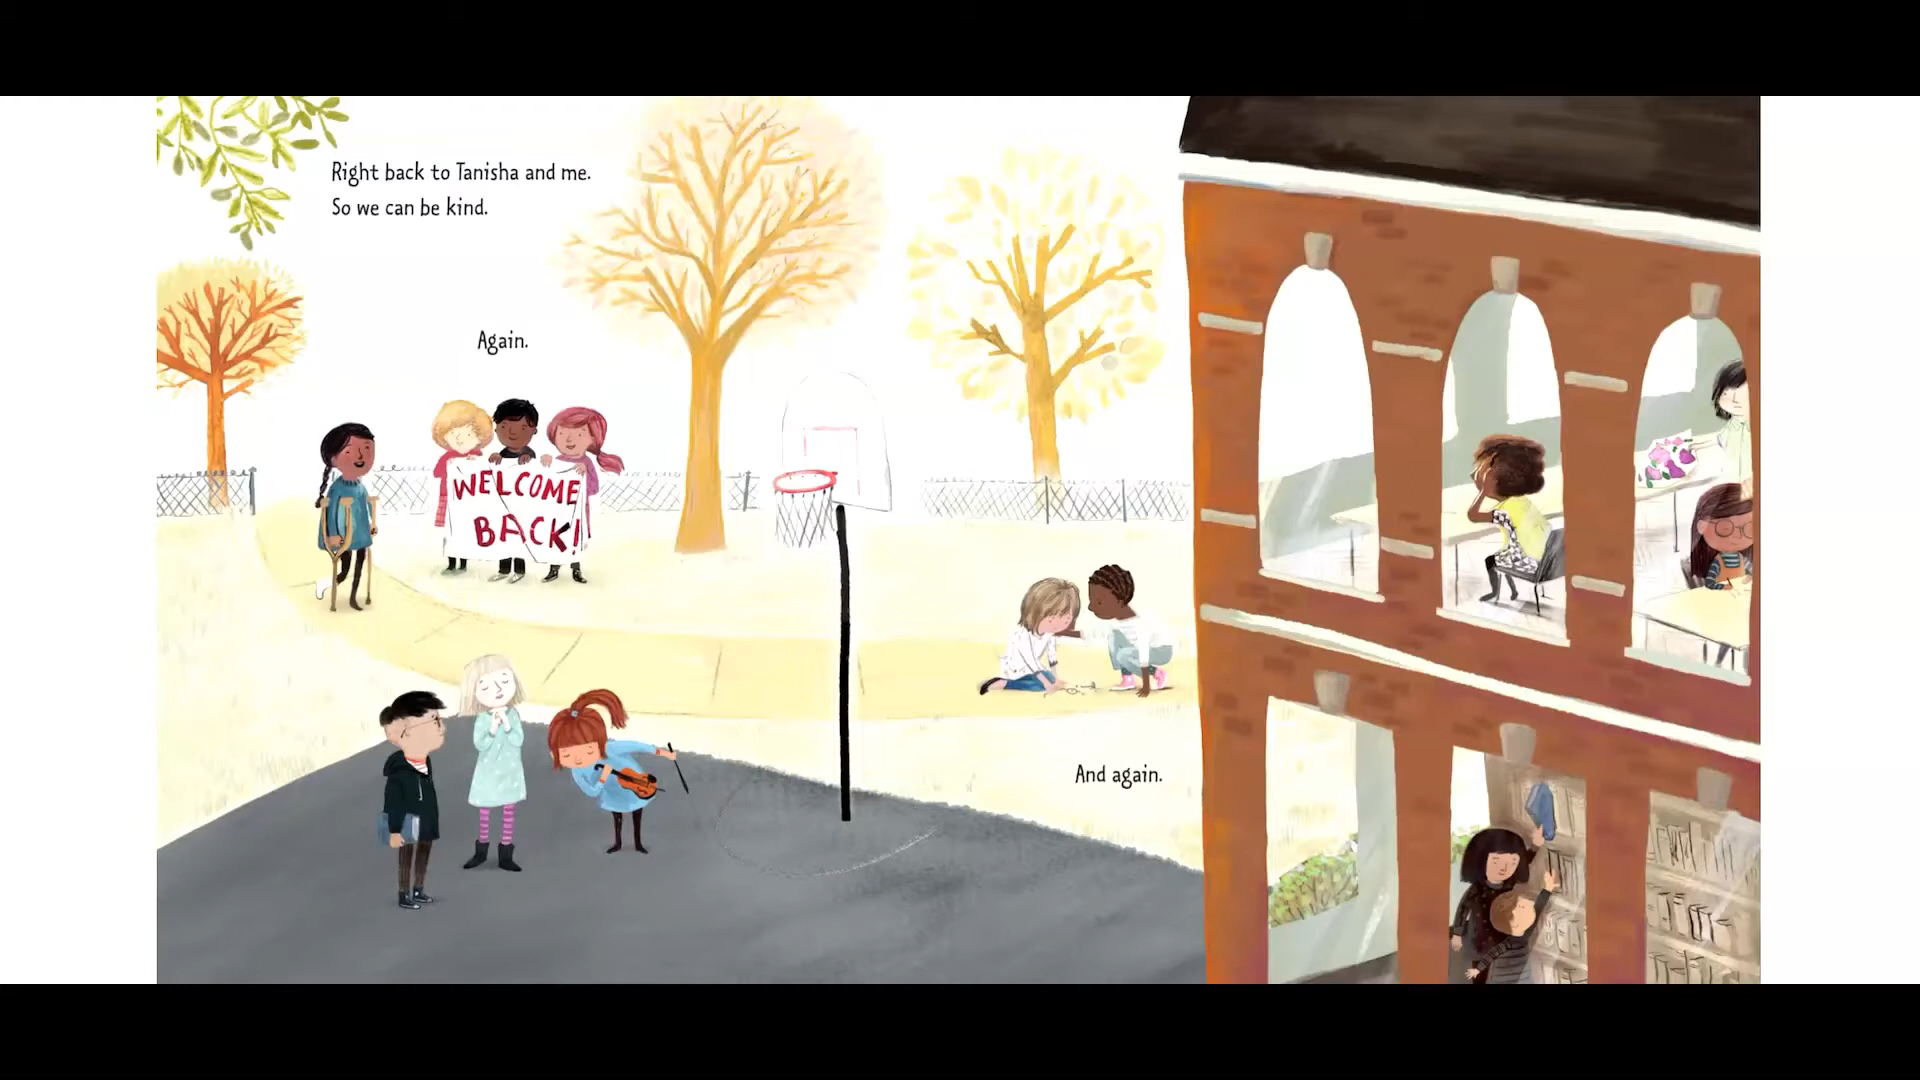 Right back to Tanisha and me.
So we can be kind.
Again.
WELCOME
BACK!
And again.